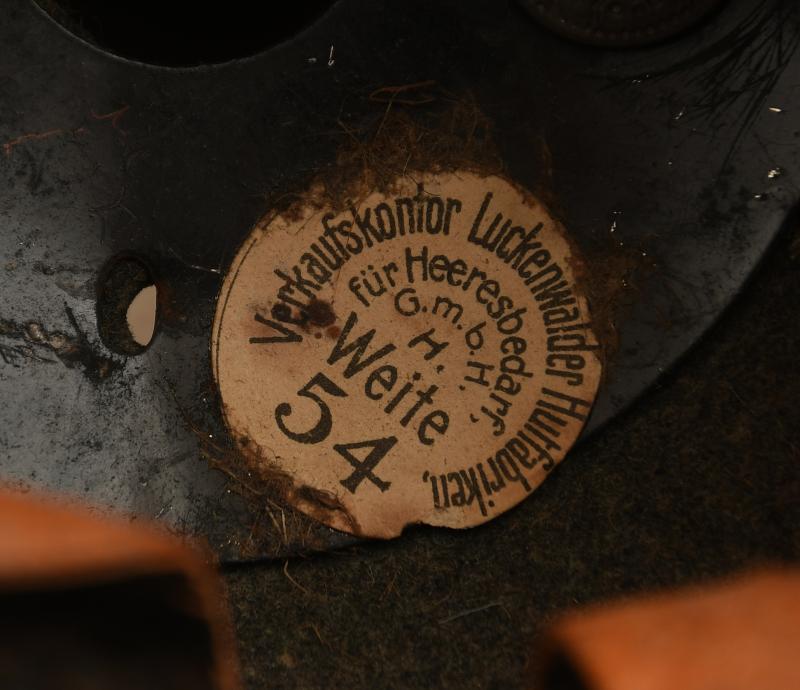 Verkaufskontor Luckenwalder Hutfabriken,
für Heeresbedarf,
G.m.b.H.,
H.
Weite
54